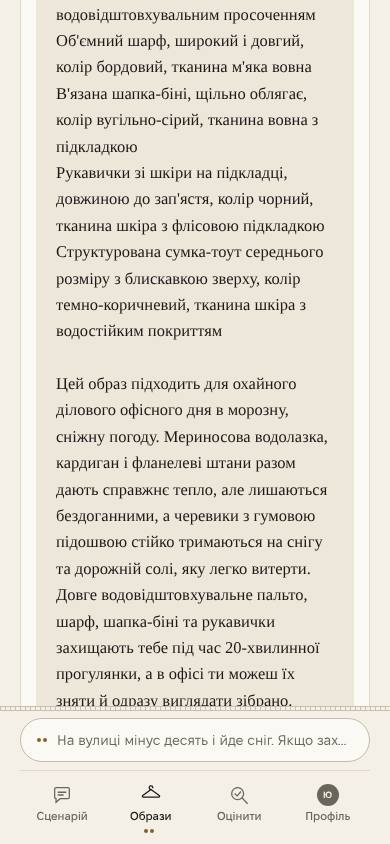 водовідштовхувальним просоченням
Об'ємний шарф, широкий і довгий,
колір бордовий, тканина м'яка вовна
В'язана шапка-біні, щільно облягає,
колір вугільно-сірий, тканина вовна з
підкладкою
Рукавички зі шкіри на підкладці,
довжиною до зап'ястя, колір чорний,
тканина шкіра з флісовою підкладкою
Структурована сумка-тоут середнього
розміру з блискавкою зверху, колір
темно-коричневий, тканина шкіра з
водостійким покриттям
Цей образ підходить для охайного
ділового офісного дня в морозну,
сніжну погоду. Мериносова водолазка,
кардиган і фланелеві штани разом
дають справжнє тепло, але лишаються
бездоганними, а черевики з гумовою
підошвою стійко тримаються на снігу
та дорожній солі, яку легко витерти.
Довге водовідштовхувальне пальто,
шарф, шапка-біні та рукавички
захищають тебе під час 20-хвилинної
прогулянки, а в офісі ти можеш їх
зняти й одразу виглядати зібрано.
На вулиці мінус десять і йде сніг. Якщо зах...
Сценарій
Образи
Оцінити
Ю
Профіль